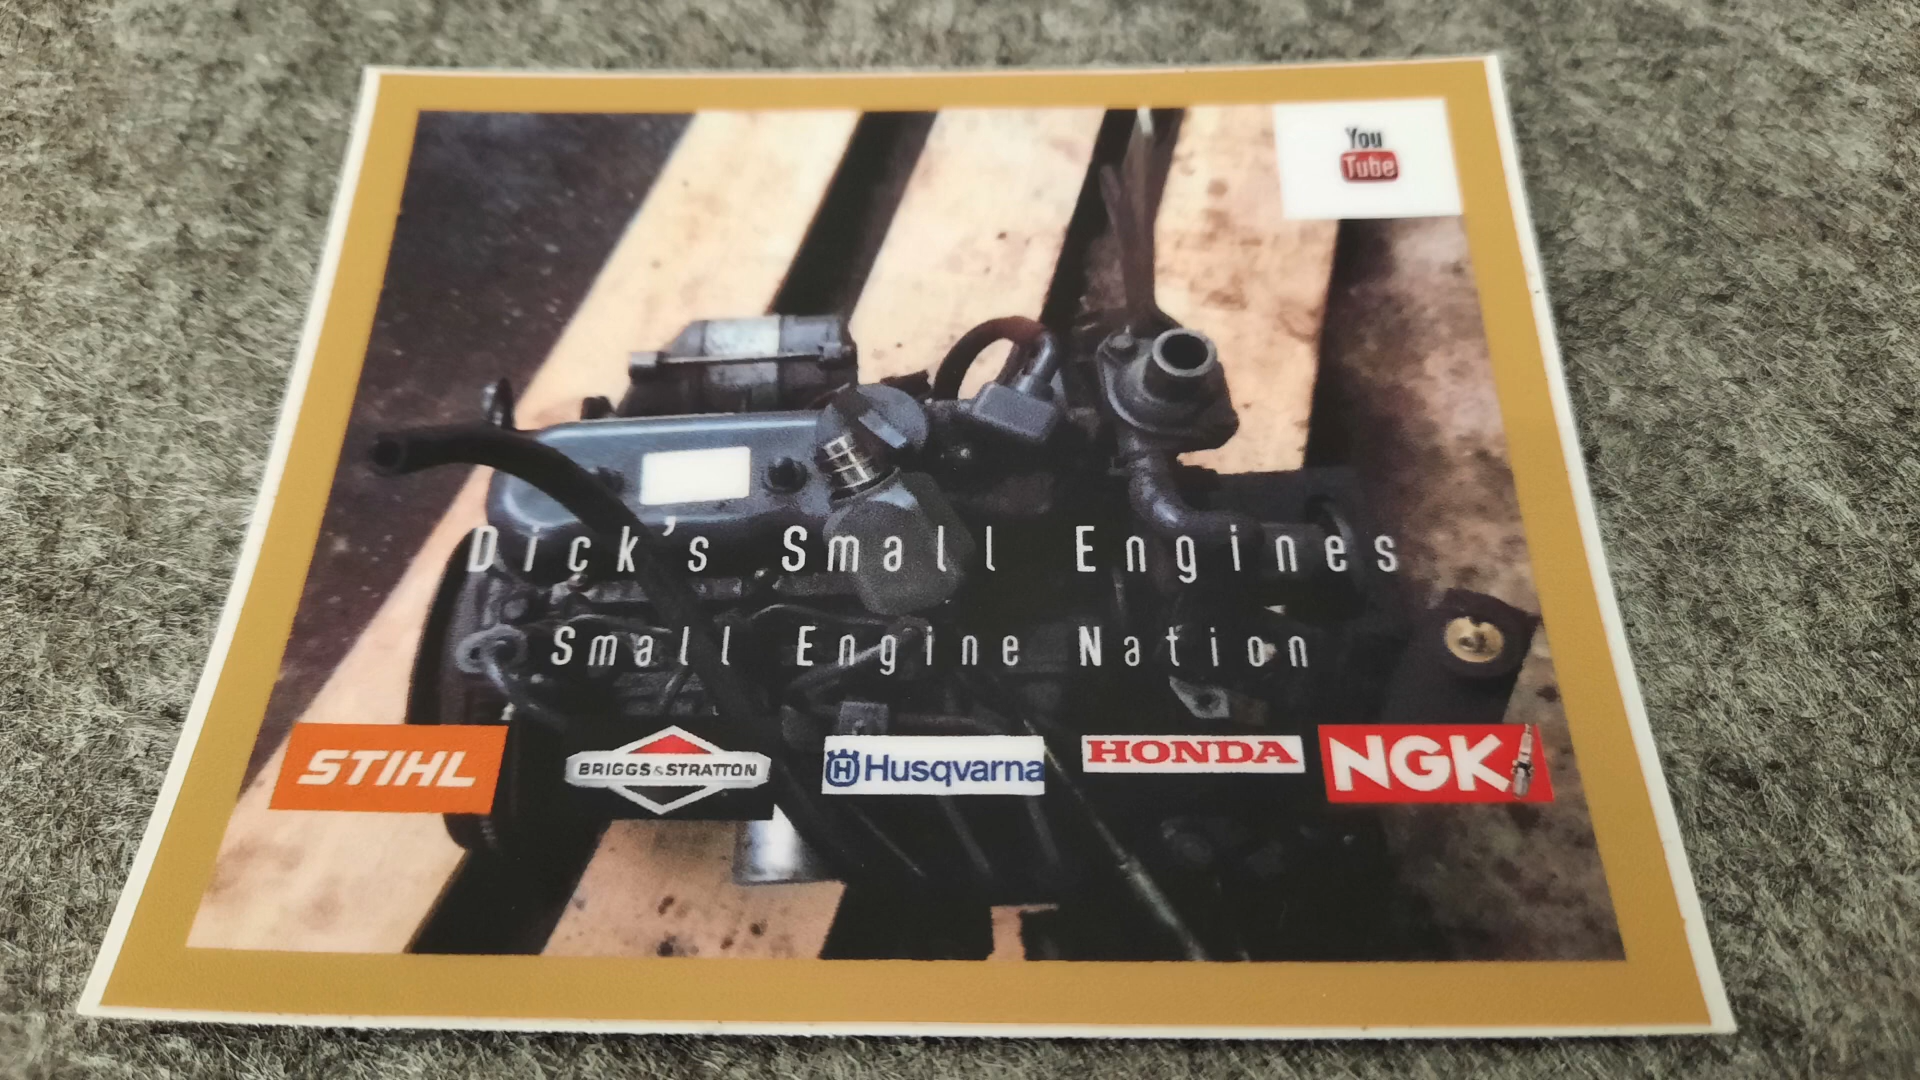 You
Tube
Dick's Small Engines
Small Engine Nation
STIHL
BRIGGS & STRATTON
H Husqvarna
HONDA
NGK